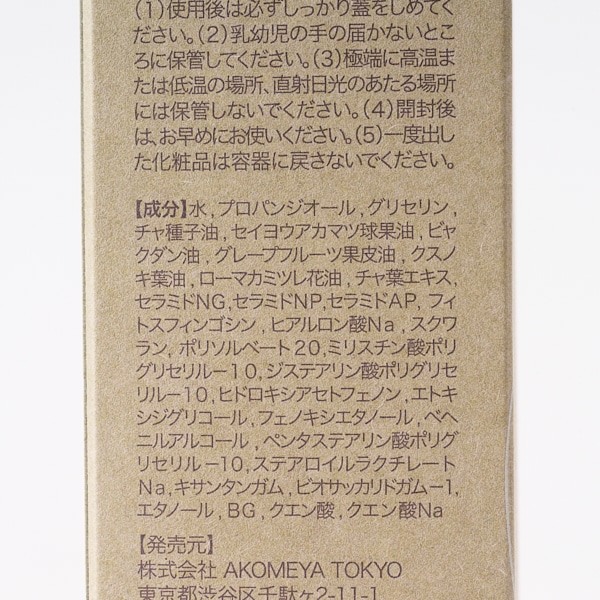 (1)使用後は必ずしっかり蓋をしめてく
ださい。(2)乳幼児の手の届かないとこ
ろに保管してください。(3)極端に高温ま
たは低温の場所、直射日光のあたる場所
には保管しないでください。(4)開封後
は、お早めにお使いください。(5)一度出し
た化粧品は容器に戻さないでください。
【成分】水,プロパンジオール,グリセリン,
チャ種子油,セイヨウアカマツ球果油,ビャ
クダン油,グレープフルーツ果皮油,クスノ
キ葉油,ローマカミツレ花油,チャ葉エキス,
セラミドNG,セラミドNP,セラミドAP,フィ
トスフィンゴシン,ヒアルロン酸Na,スクワ
ラン,ポリソルベート20,ミリスチン酸ポリ
グリセリル−10,ジステアリン酸ポリグリセ
リル−10,ヒドロキシアセトフェノン,エトキ
シジグリコール,フェノキシエタノール,ベヘ
ニルアルコール,ペンタステアリン酸ポリグ
リセリル−10,ステアロイルラクチレート
Na,キサンタンガム,ビオサッカリドガム−1,
エタノール,BG,クエン酸,クエン酸Na
【発売元】
株式会社 AKOMEYA TOKYO
東京都渋谷区千駄ヶ谷2-11-1